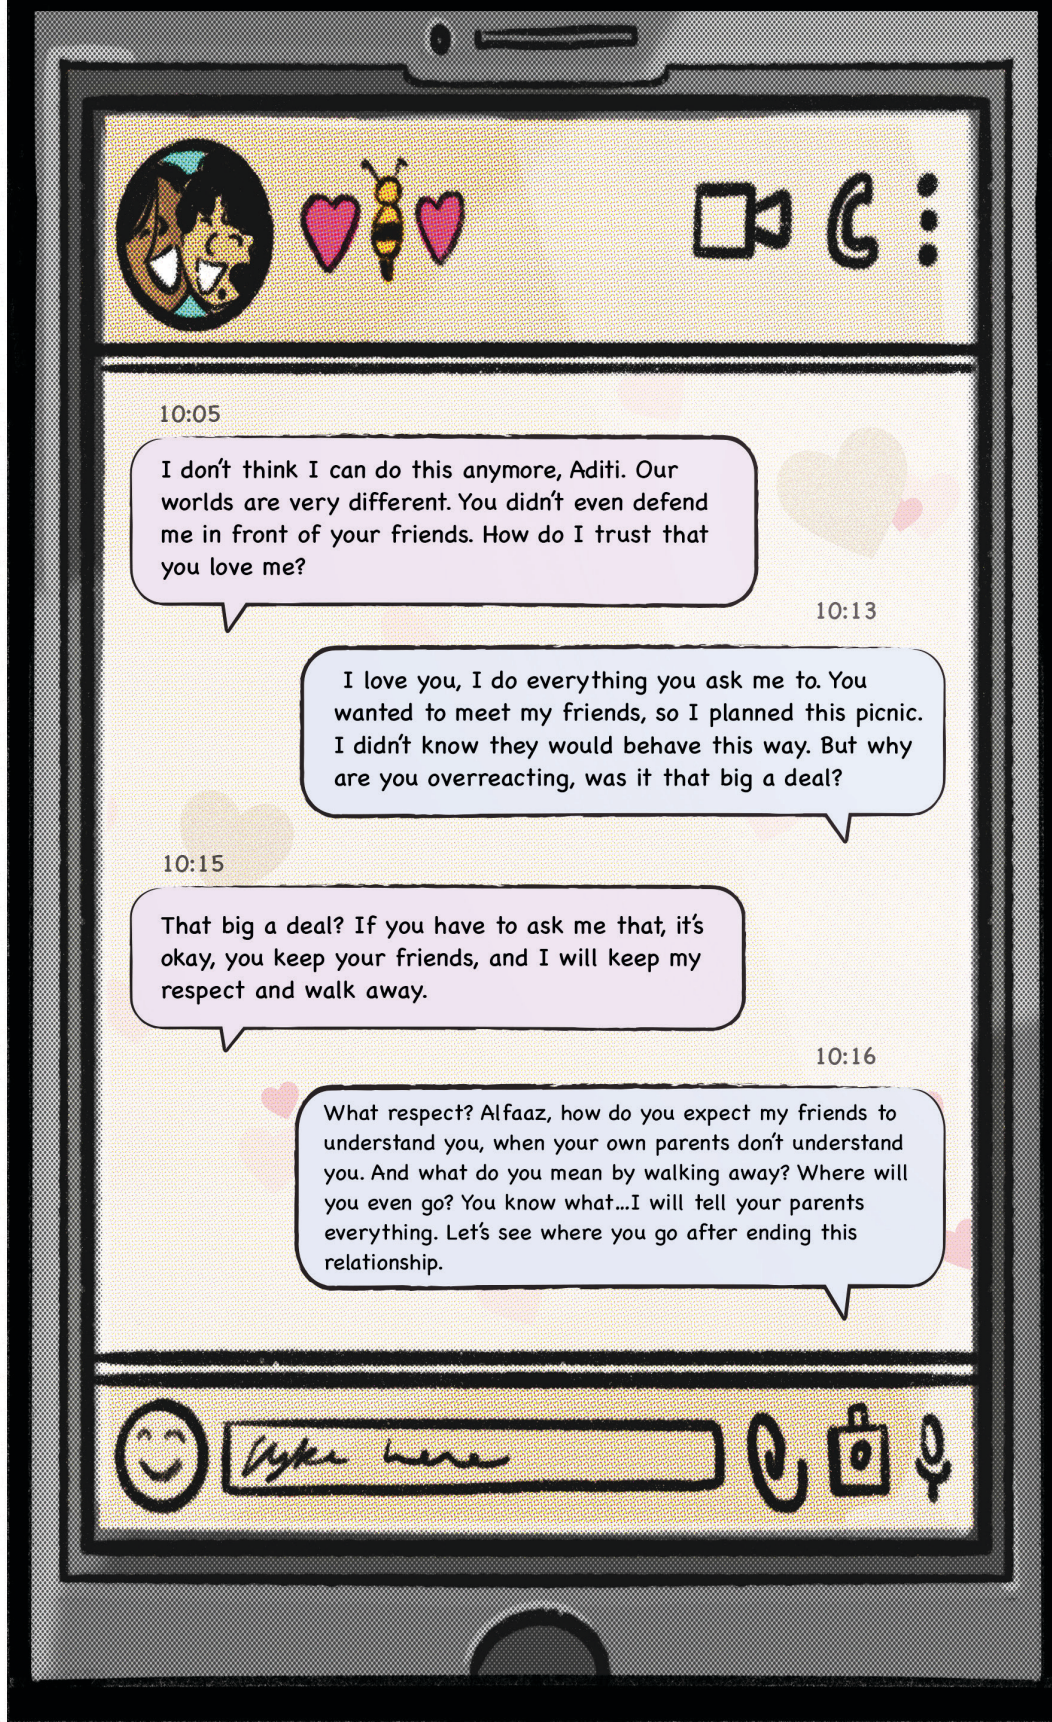 10:05
I don't think I can do this anymore, Aditi. Our
worlds are very different. You didn't even defend
me in front of your friends. How do I trust that
you love me?
10:13
I love you, I do everything you ask me to. You
wanted to meet my friends, so I planned this picnic.
I didn't know they would behave this way. But why
are you overreacting, was it that big a deal?
10:15
That big a deal? If you have to ask me that, it's
okay, you keep your friends, and I will keep my
respect and walk away.
10:16
What respect? Alfaaz, how do you expect my friends to
understand you, when your own parents don't understand
you. And what do you mean by walking away? Where will
you even go? You know what...I will tell your parents
everything. Let's see where you go after ending this
relationship.
Type here